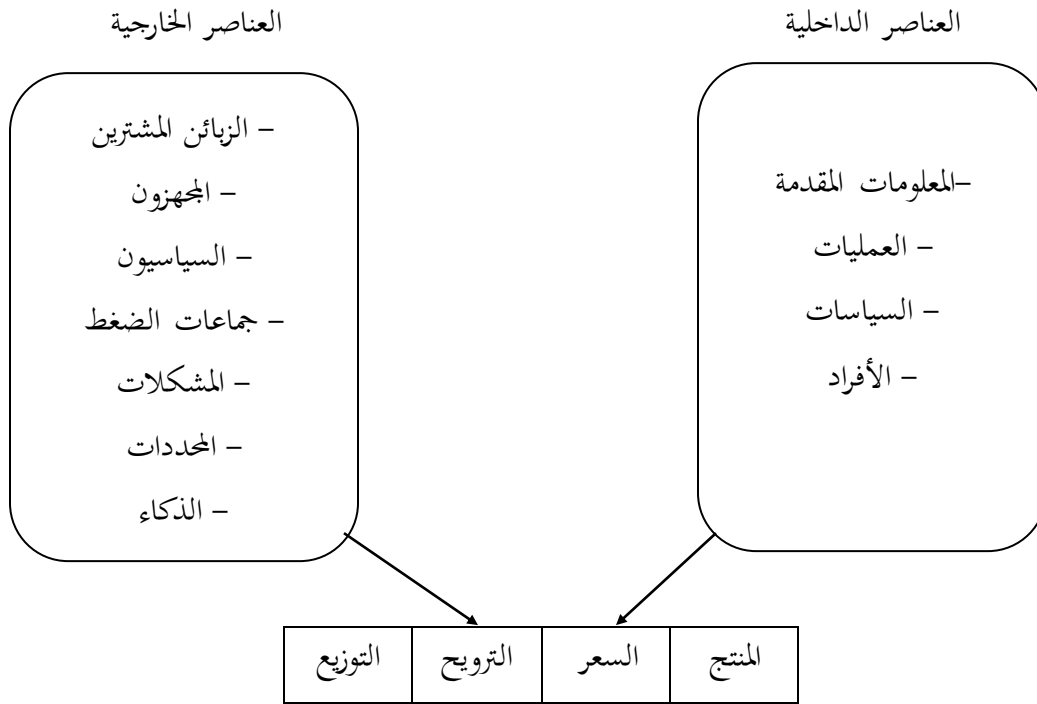 العناصر الداخلية
العناصر الخارجية
–المعلومات المقدمة
– العمليات
– السياسات
– الأفراد
– الزبائن المشترين
– المجهزون
– السياسيون
– جماعات الضغط
– المشكلات
– المحددات
– الذكاء
المنتج
السعر
الترويح
التوزيع